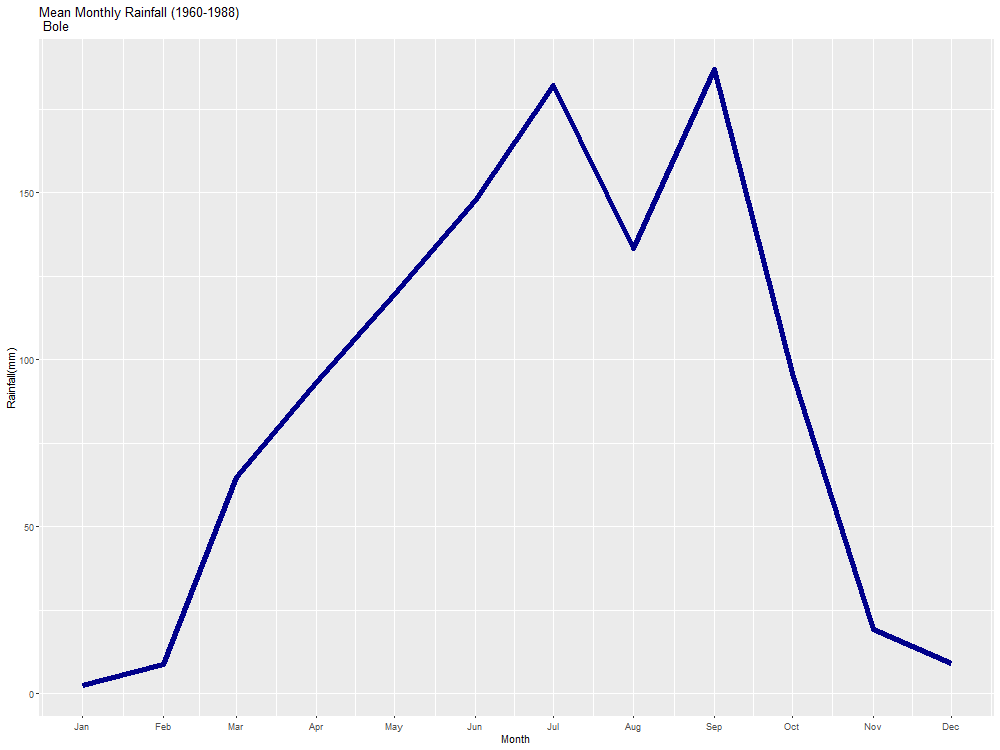 Mean Monthly Rainfall (1960-1988)
Bole
Rainfall(mm)
150
100
50
0
Jan Feb Mar Apr May Jun Jul Aug Sep Oct Nov Dec
Month